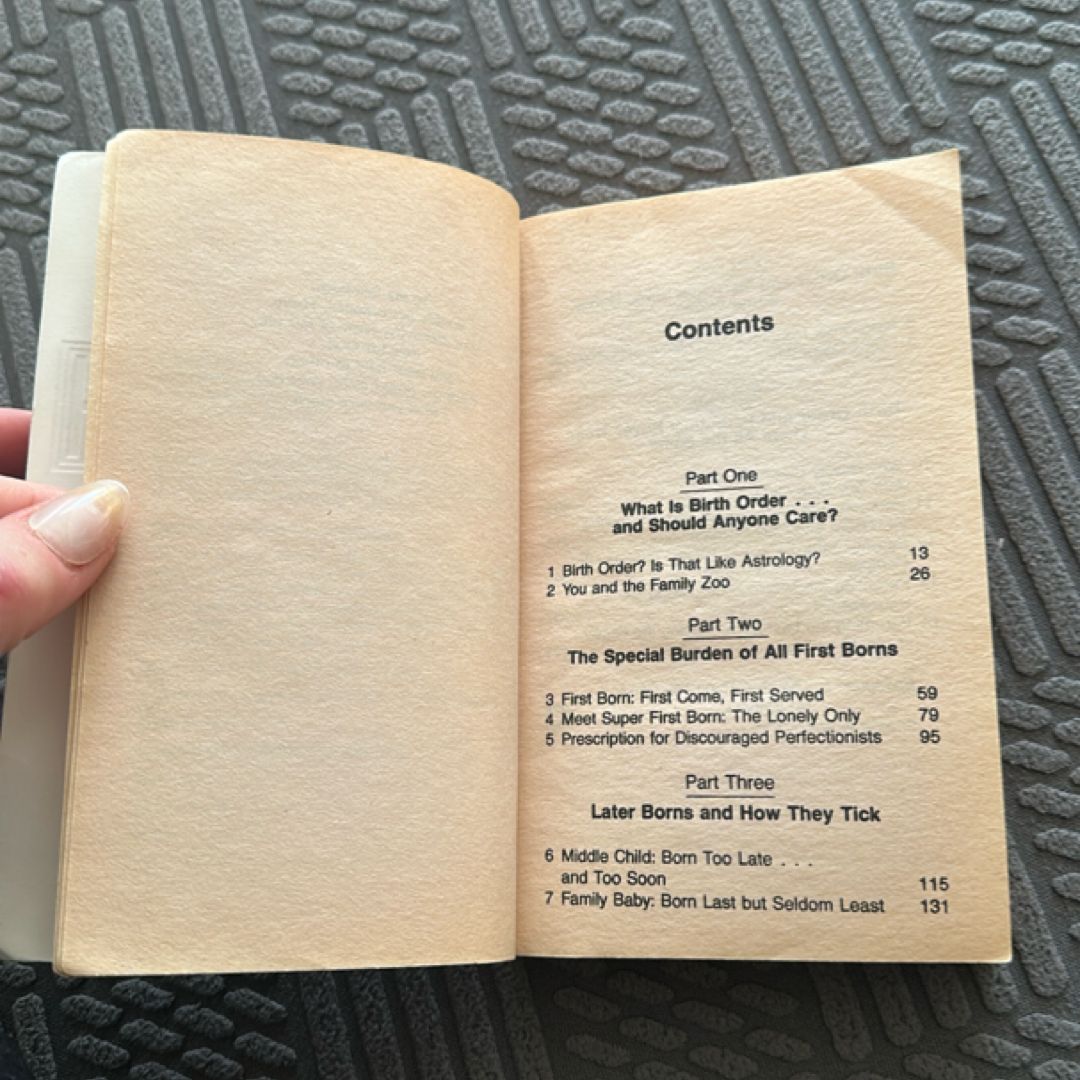 Contents
Part One
What Is Birth Order . . .
and Should Anyone Care?
1 Birth Order? Is That Like Astrology? 13
2 You and the Family Zoo 26
Part Two
The Special Burden of All First Borns
3 First Born: First Come, First Served 59
4 Meet Super First Born: The Lonely Only 79
5 Prescription for Discouraged Perfectionists 95
Part Three
Later Borns and How They Tick
6 Middle Child: Born Too Late . . .
and Too Soon 115
7 Family Baby: Born Last but Seldom Least 131